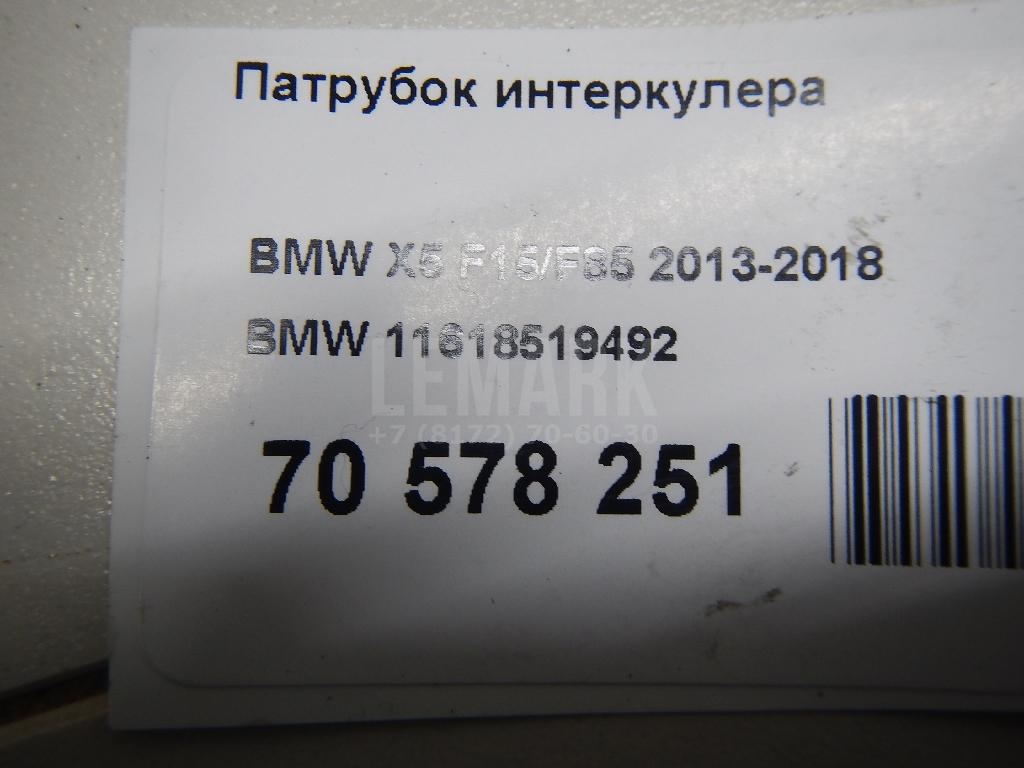 Патрубок интеркулера
BMW X5 F15/F85 2013-2018
BMW 11618519492
LEMARK
+7 (8172) 70-60-30
70 578 251